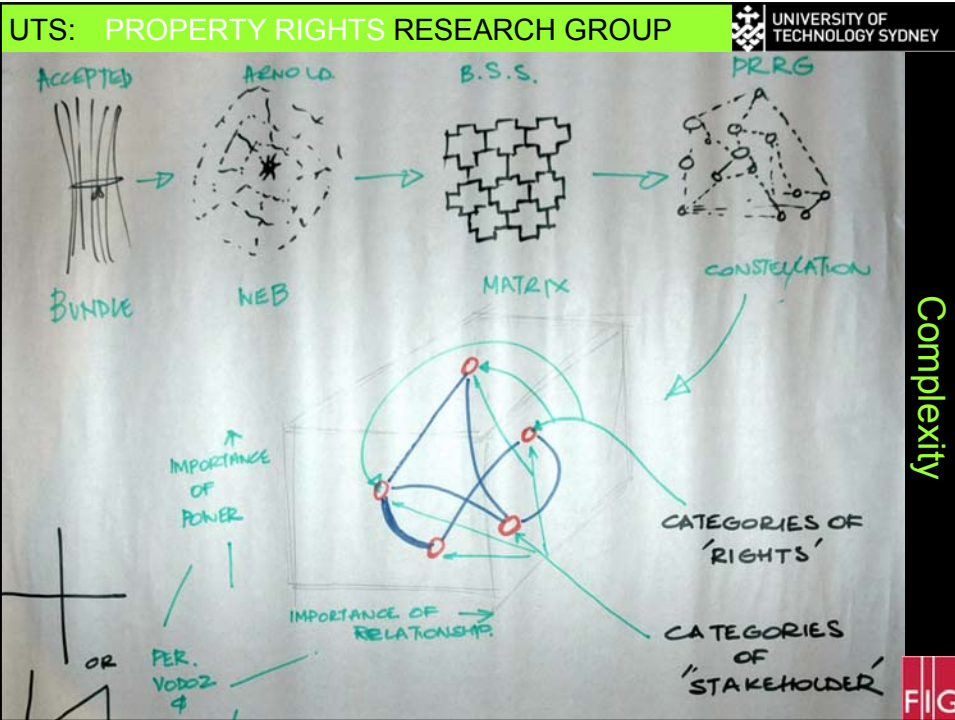 UTS: PROPERTY RIGHTS RESEARCH GROUP
UNIVERSITY OF
TECHNOLOGY SYDNEY
ACCEPTED
ARNOLD
B.S.S.
PRRG
BUNDLE
WEB
MATRIX
CONSTELLATION
Complexity
IMPORTANCE
OF
POWER
CATEGORIES OF
'RIGHTS'
IMPORTANCE OF
RELATIONSHIP.
CATEGORIES
OF
"STAKEHOLDER"
OR
PER.
VODOZ
&
FIG